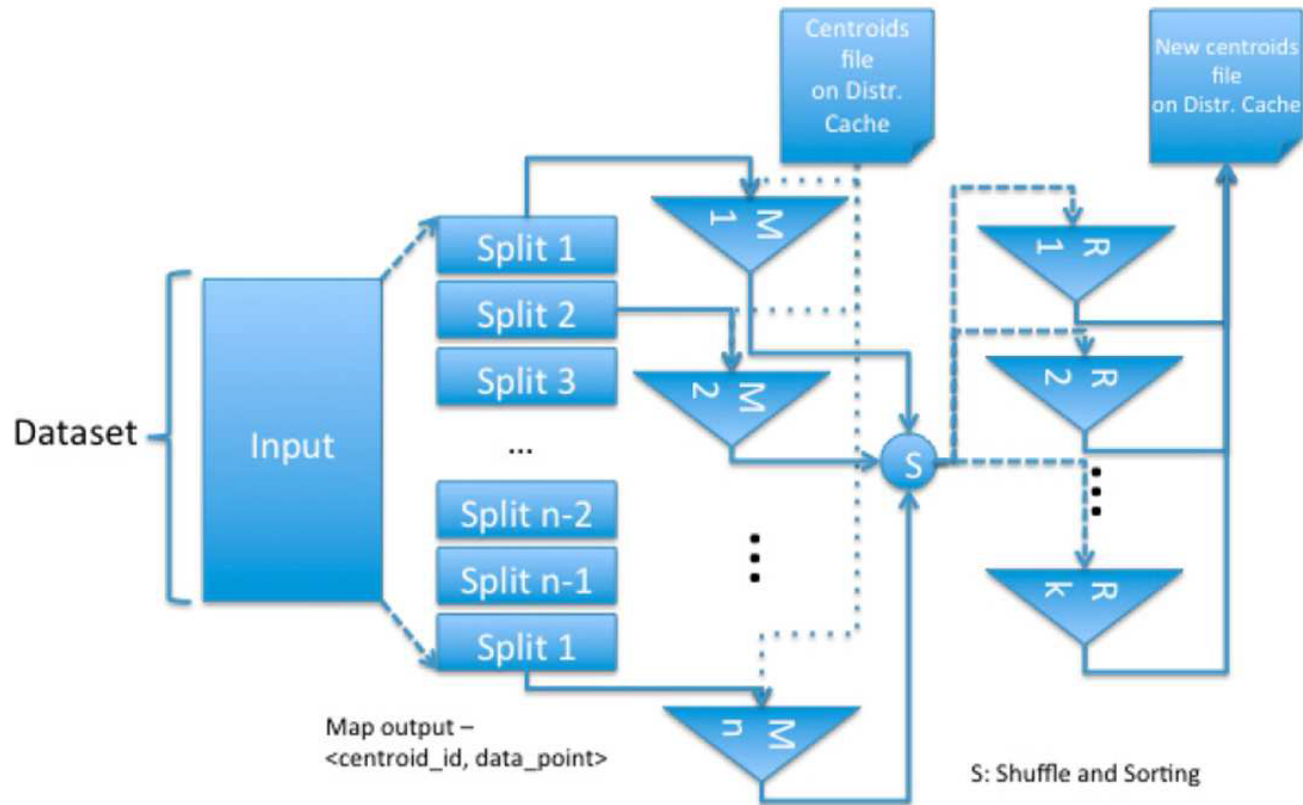 Centroids
file
on Distr.
Cache
New centroids
file
on Distr. Cache
Dataset
Input
Split 1
Split 2
Split 3
...
Split n-2
Split n-1
Split 1
M
1
M
2
M
n
S
R
1
R
2
R
k
Map output –
<centroid_id, data_point>
S: Shuffle and Sorting